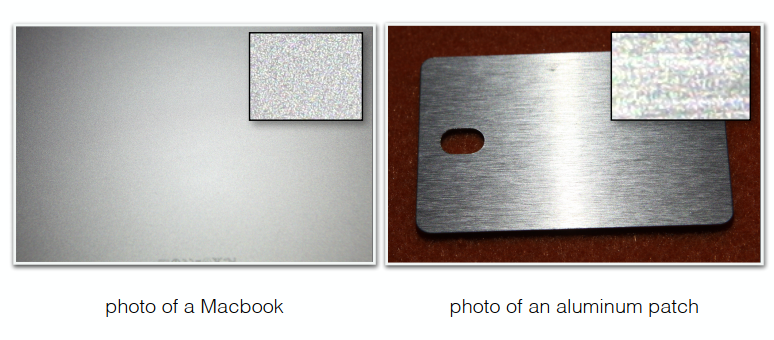 photo of a Macbook
photo of an aluminum patch